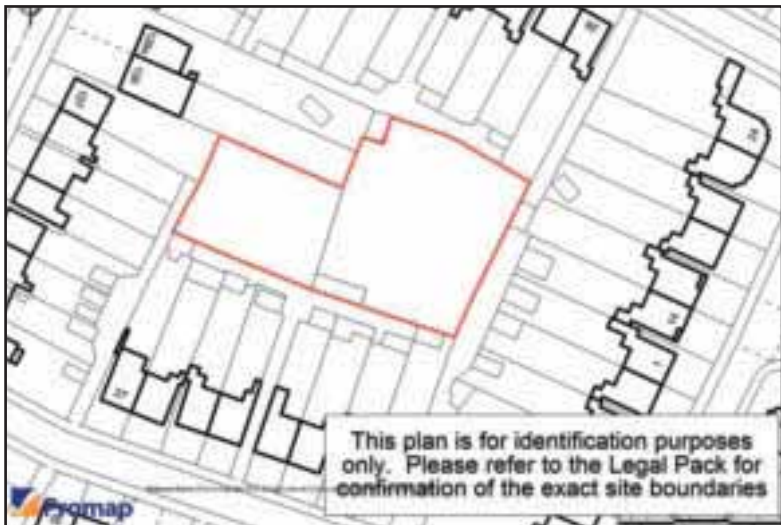 This plan is for identification purposes
only. Please refer to the Legal Pack for
confirmation of the exact site boundaries
Promap